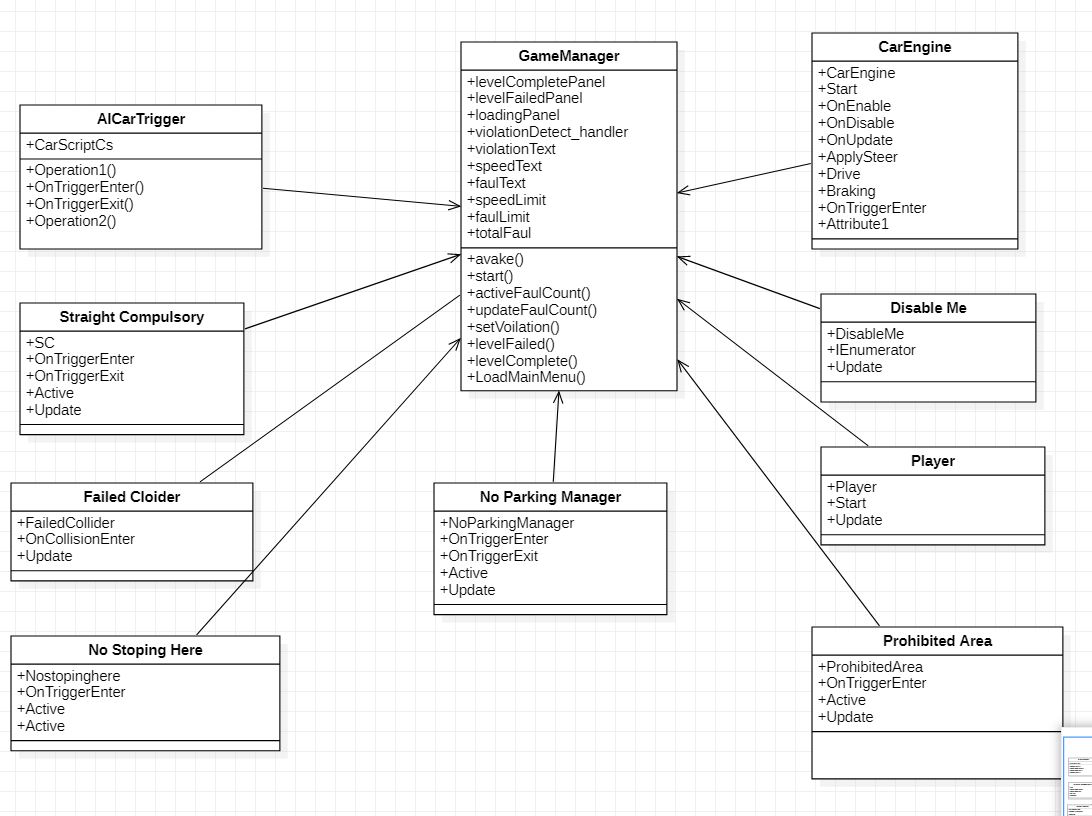 GameManager
+levelCompletePanel
+levelFailedPanel
+loadingPanel
+violationDetect_handler
+violationText
+speedText
+faulText
+speedLimit
+faulLimit
+totalFaul
+avake()
+start()
+activeFaulCount()
+updateFaulCount()
+setVoilation()
+levelFailed()
+levelComplete()
+LoadMainMenu()
CarEngine
+CarEngine
+Start
+OnEnable
+OnDisable
+OnUpdate
+ApplySteer
+Drive
+Braking
+OnTriggerEnter
+Attribute1
AICarTrigger
+CarScriptCs
+Operation1()
+OnTriggerEnter()
+OnTriggerExit()
+Operation2()
Straight Compulsory
+SC
+OnTriggerEnter
+OnTriggerExit
+Active
+Update
Disable Me
+DisableMe
+IEnumerator
+Update
Failed Cloider
+FailedCollider
+OnCollisionEnter
+Update
No Parking Manager
+NoParkingManager
+OnTriggerEnter
+OnTriggerExit
+Active
+Update
Player
+Player
+Start
+Update
No Stoping Here
+Nostopinghere
+OnTriggerEnter
+Active
+Active
Prohibited Area
+ProhibitedArea
+OnTriggerEnter
+Active
+Update